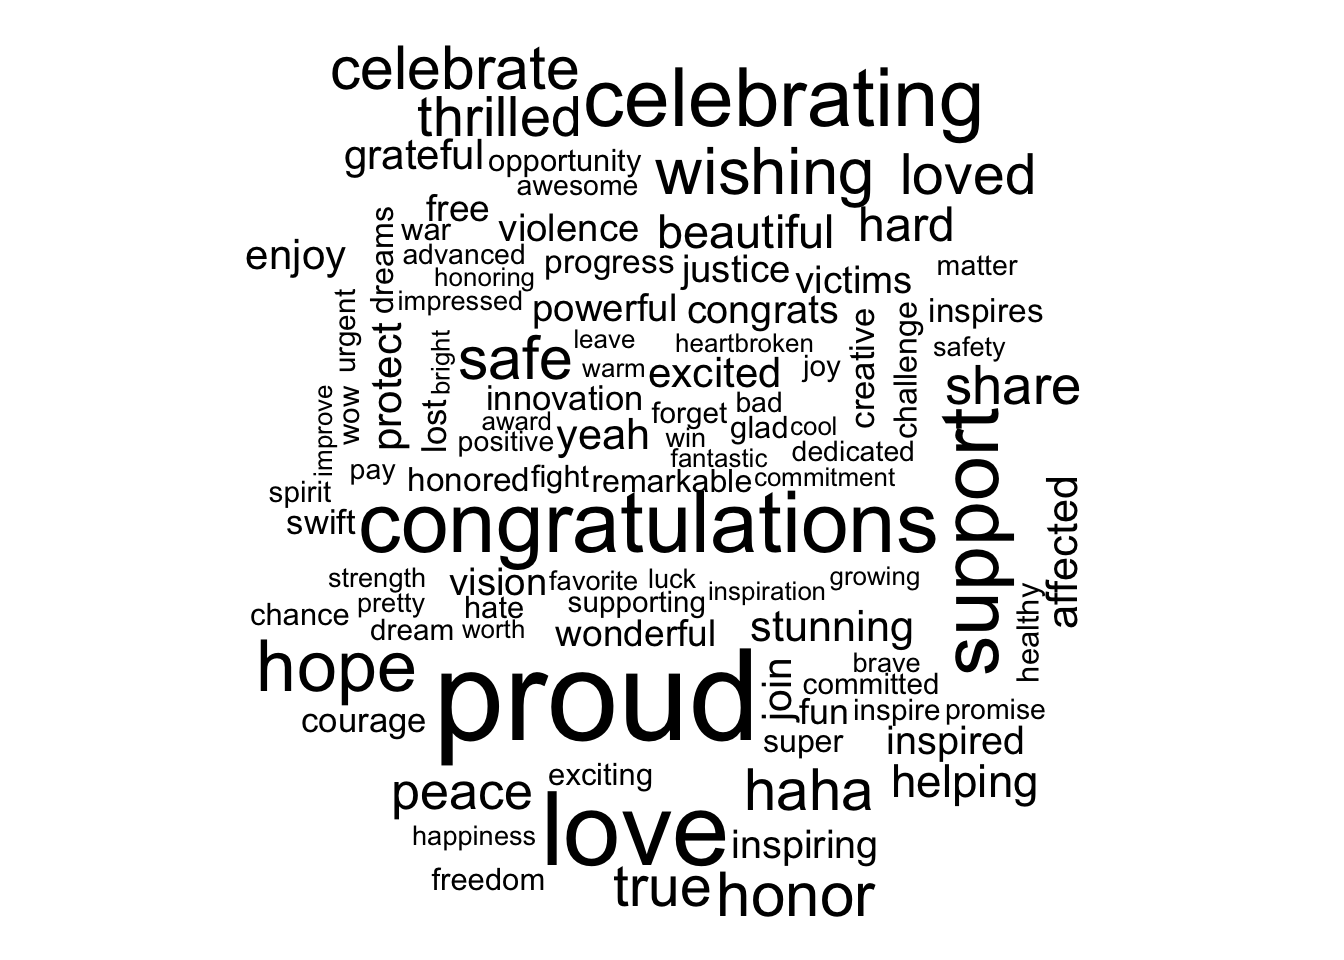 celebrate
celebrating
thrilled
grateful
opportunity
wishing
loved
awesome
free
dreams
war
violence
beautiful
hard
enjoy
advanced
progress
justice
victims
matter
honoring
impressed
powerful
congrats
inspires
urgent
protect
bright
safe
leave
heartbroken
creative
challenge
safety
warm
excited
joy
share
improve
wow
lost
innovation
forget
bad
award
positive
yeah
win
glad
cool
support
fantastic
dedicated
pay
honored
fight
remarkable
commitment
spirit
swift
congratulations
affected
strength
vision
favorite
luck
inspiration
growing
healthy
chance
pretty
hate
supporting
dream
worth
wonderful
stunning
hope
proud
join
brave
committed
courage
fun
inspire
promise
super
inspired
peace
exciting
haha
helping
happiness
love
inspiring
freedom
true
honor